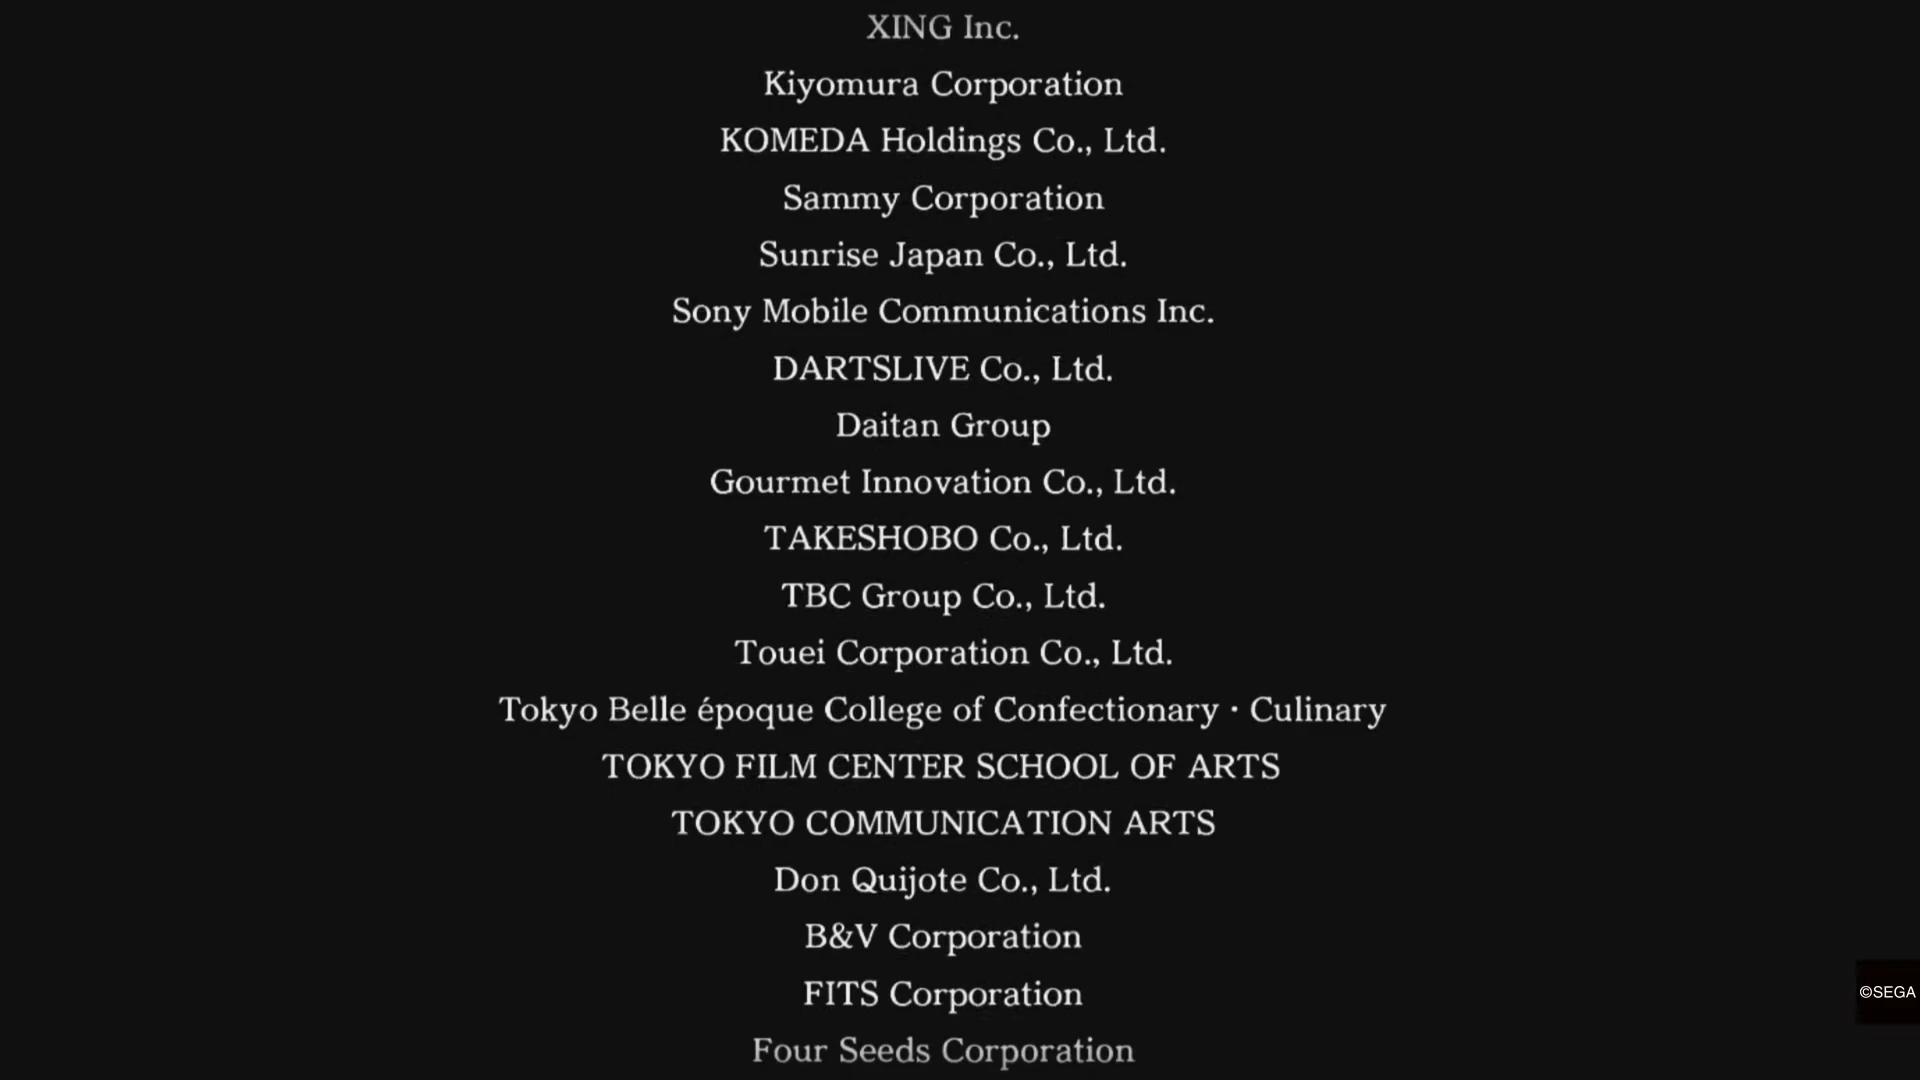 XING Inc.
Kiyomura Corporation
KOMEDA Holdings Co., Ltd.
Sammy Corporation
Sunrise Japan Co., Ltd.
Sony Mobile Communications Inc.
DARTSLIVE Co., Ltd.
Daitan Group
Gourmet Innovation Co., Ltd.
TAKESHOBO Co., Ltd.
TBC Group Co., Ltd.
Touei Corporation Co., Ltd.
Tokyo Belle époque College of Confectionary・Culinary
TOKYO FILM CENTER SCHOOL OF ARTS
TOKYO COMMUNICATION ARTS
Don Quijote Co., Ltd.
B&V Corporation
FITS Corporation
©SEGA
Four Seeds Corporation